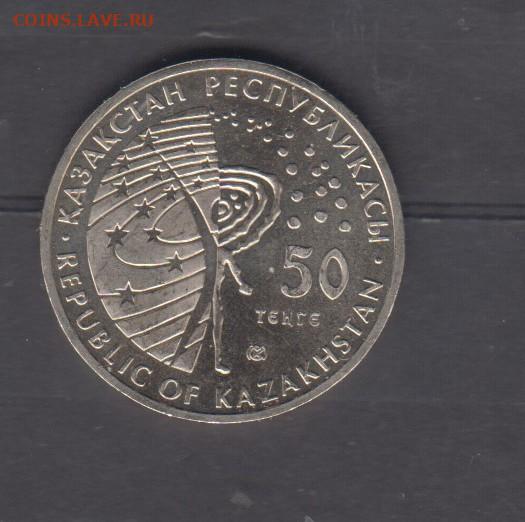 COINS.LAVE.RU
· ҚАЗАҚСТАН РЕСПУБЛИКАСЫ ·
50
ТЕҢГЕ
REPUBLIC OF KAZAKHSTAN